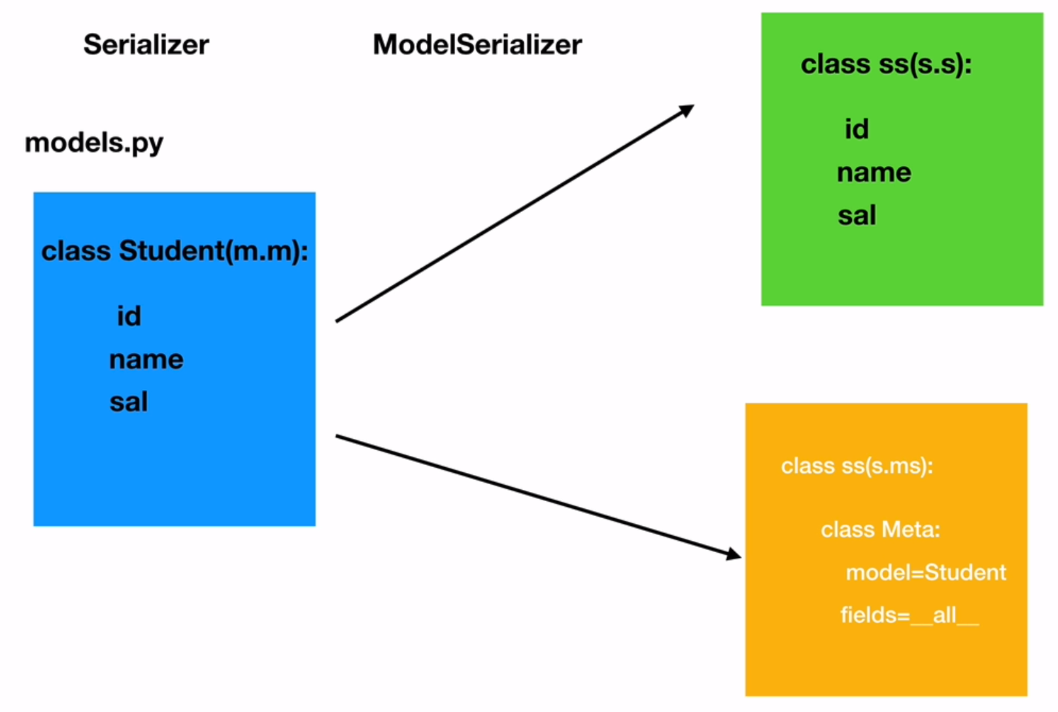 Serializer
ModelSerializer
models.py
class Student(m.m):
id
name
sal
class ss(s.s):
id
name
sal
class ss(s.ms):
class Meta:
model=Student
fields=__all__